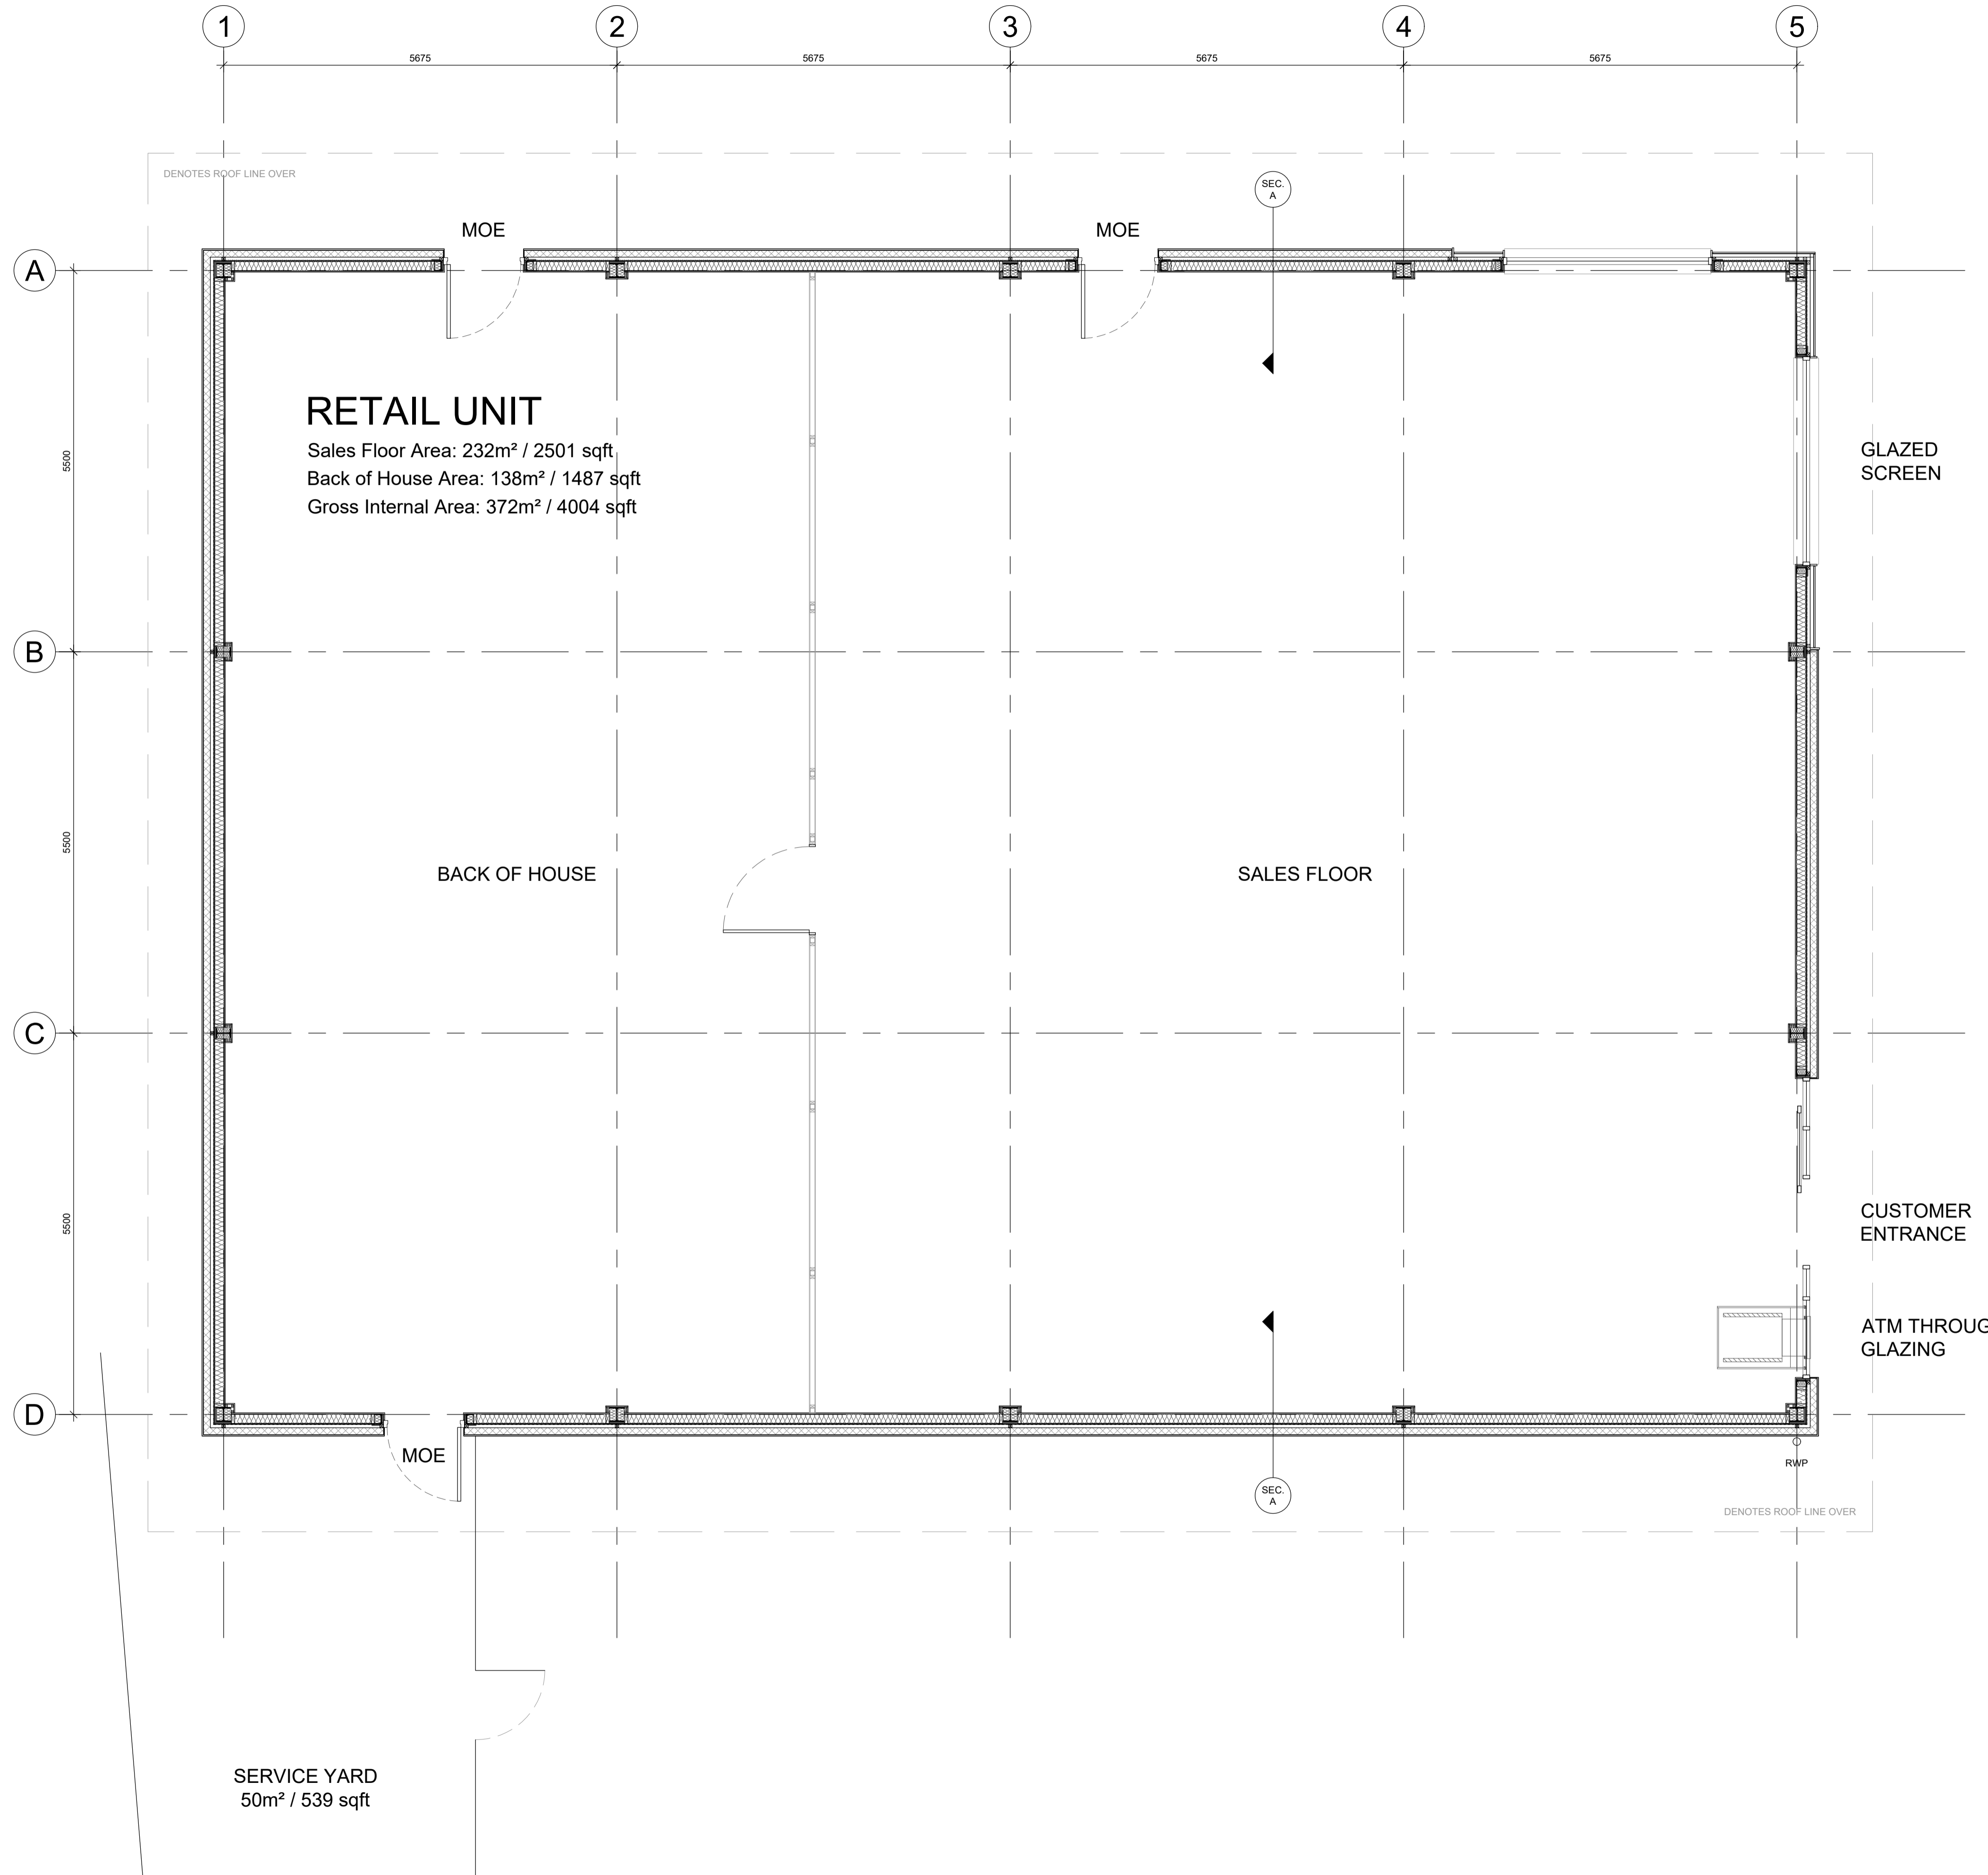 1 2 3 4 5
5675 5675 5675 5675
DENOTES ROOF LINE OVER
SEC.
A
MOE MOE
A
RETAIL UNIT
Sales Floor Area: 232m² / 2501 sqft
Back of House Area: 138m² / 1487 sqft
Gross Internal Area: 372m² / 4004 sqft
5500
GLAZED
SCREEN
B
5500
BACK OF HOUSE SALES FLOOR
C
5500
CUSTOMER
ENTRANCE
ATM THROUG
GLAZING
D
MOE
RWP
SEC.
A
DENOTES ROOF LINE OVER
SERVICE YARD
50m² / 539 sqft